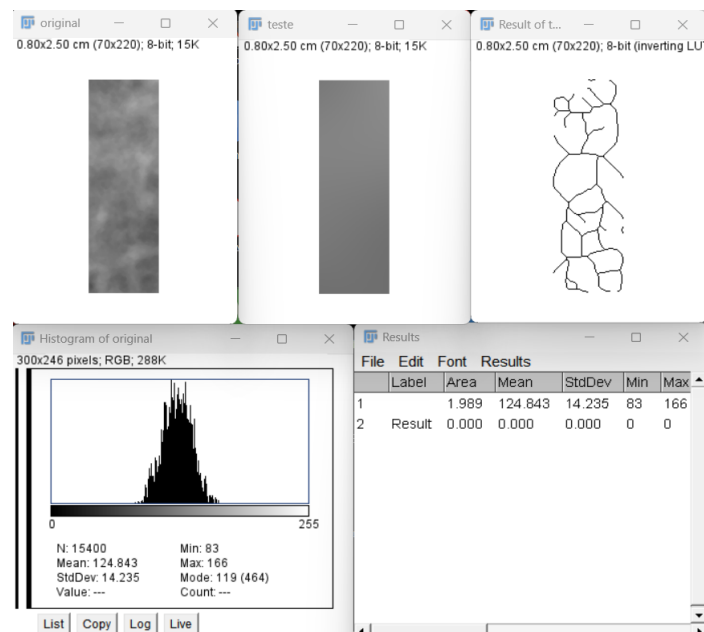 original
0.80x2.50 cm (70x220); 8-bit; 15K
teste
0.80x2.50 cm (70x220); 8-bit; 15K
Result of t...
0.80x2.50 cm (70x220); 8-bit (inverting LU
Histogram of original
300x246 pixels; RGB; 288K
0 255
N: 15400 Min: 83
Mean: 124.843 Max: 166
StdDev: 14.235 Mode: 119 (464)
Value: --- Count: ---
List Copy Log Live
Results
File Edit Font Results
Label Area Mean StdDev Min Max
1 1.989 124.843 14.235 83 166
2 Result 0.000 0.000 0.000 0 0